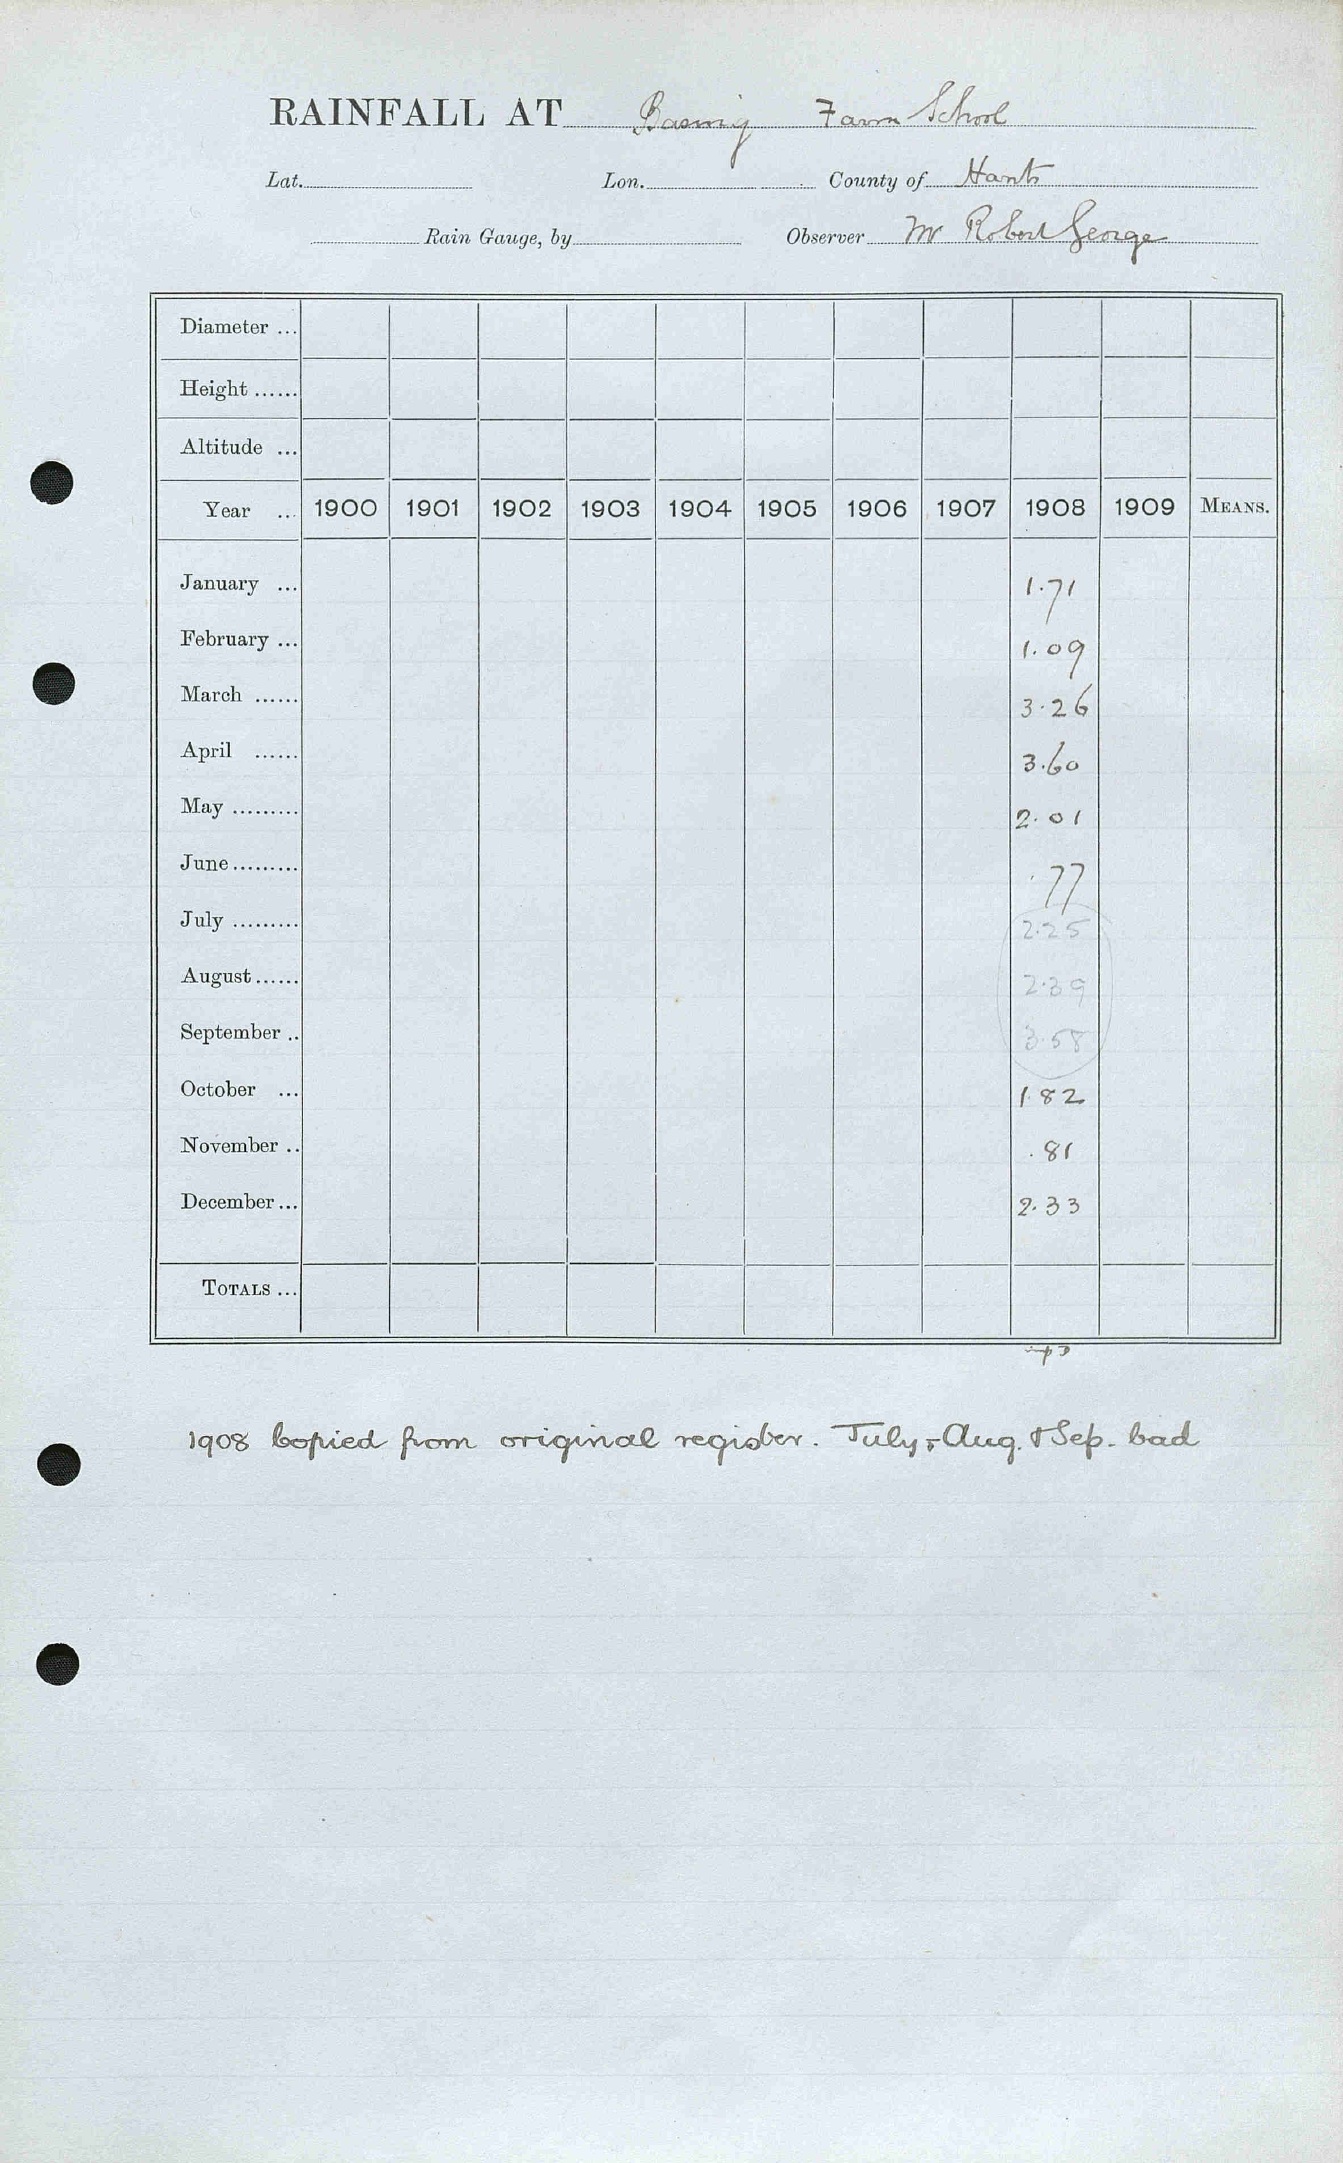 RAINFALL AT Basing Farm School
Lat. Lon. County of Hants
Rain Gauge, by Observer Mr Robert George
Diameter ...
Height ......
Altitude ...
Year ... 1900 1901 1902 1903 1904 1905 1906 1907 1908 1909 MEANS.
January ... 1.71
February ... 1.09
March ...... 3.26
April ...... 3.60
May ......... 2.01
June ......... .77
July ......... 2.25
August ...... 2.39
September .. 3.58
October ... 1.82
November .. .81
December ... 2.33
TOTALS ...
1908 copied from original register. July, Aug. & Sep. bad